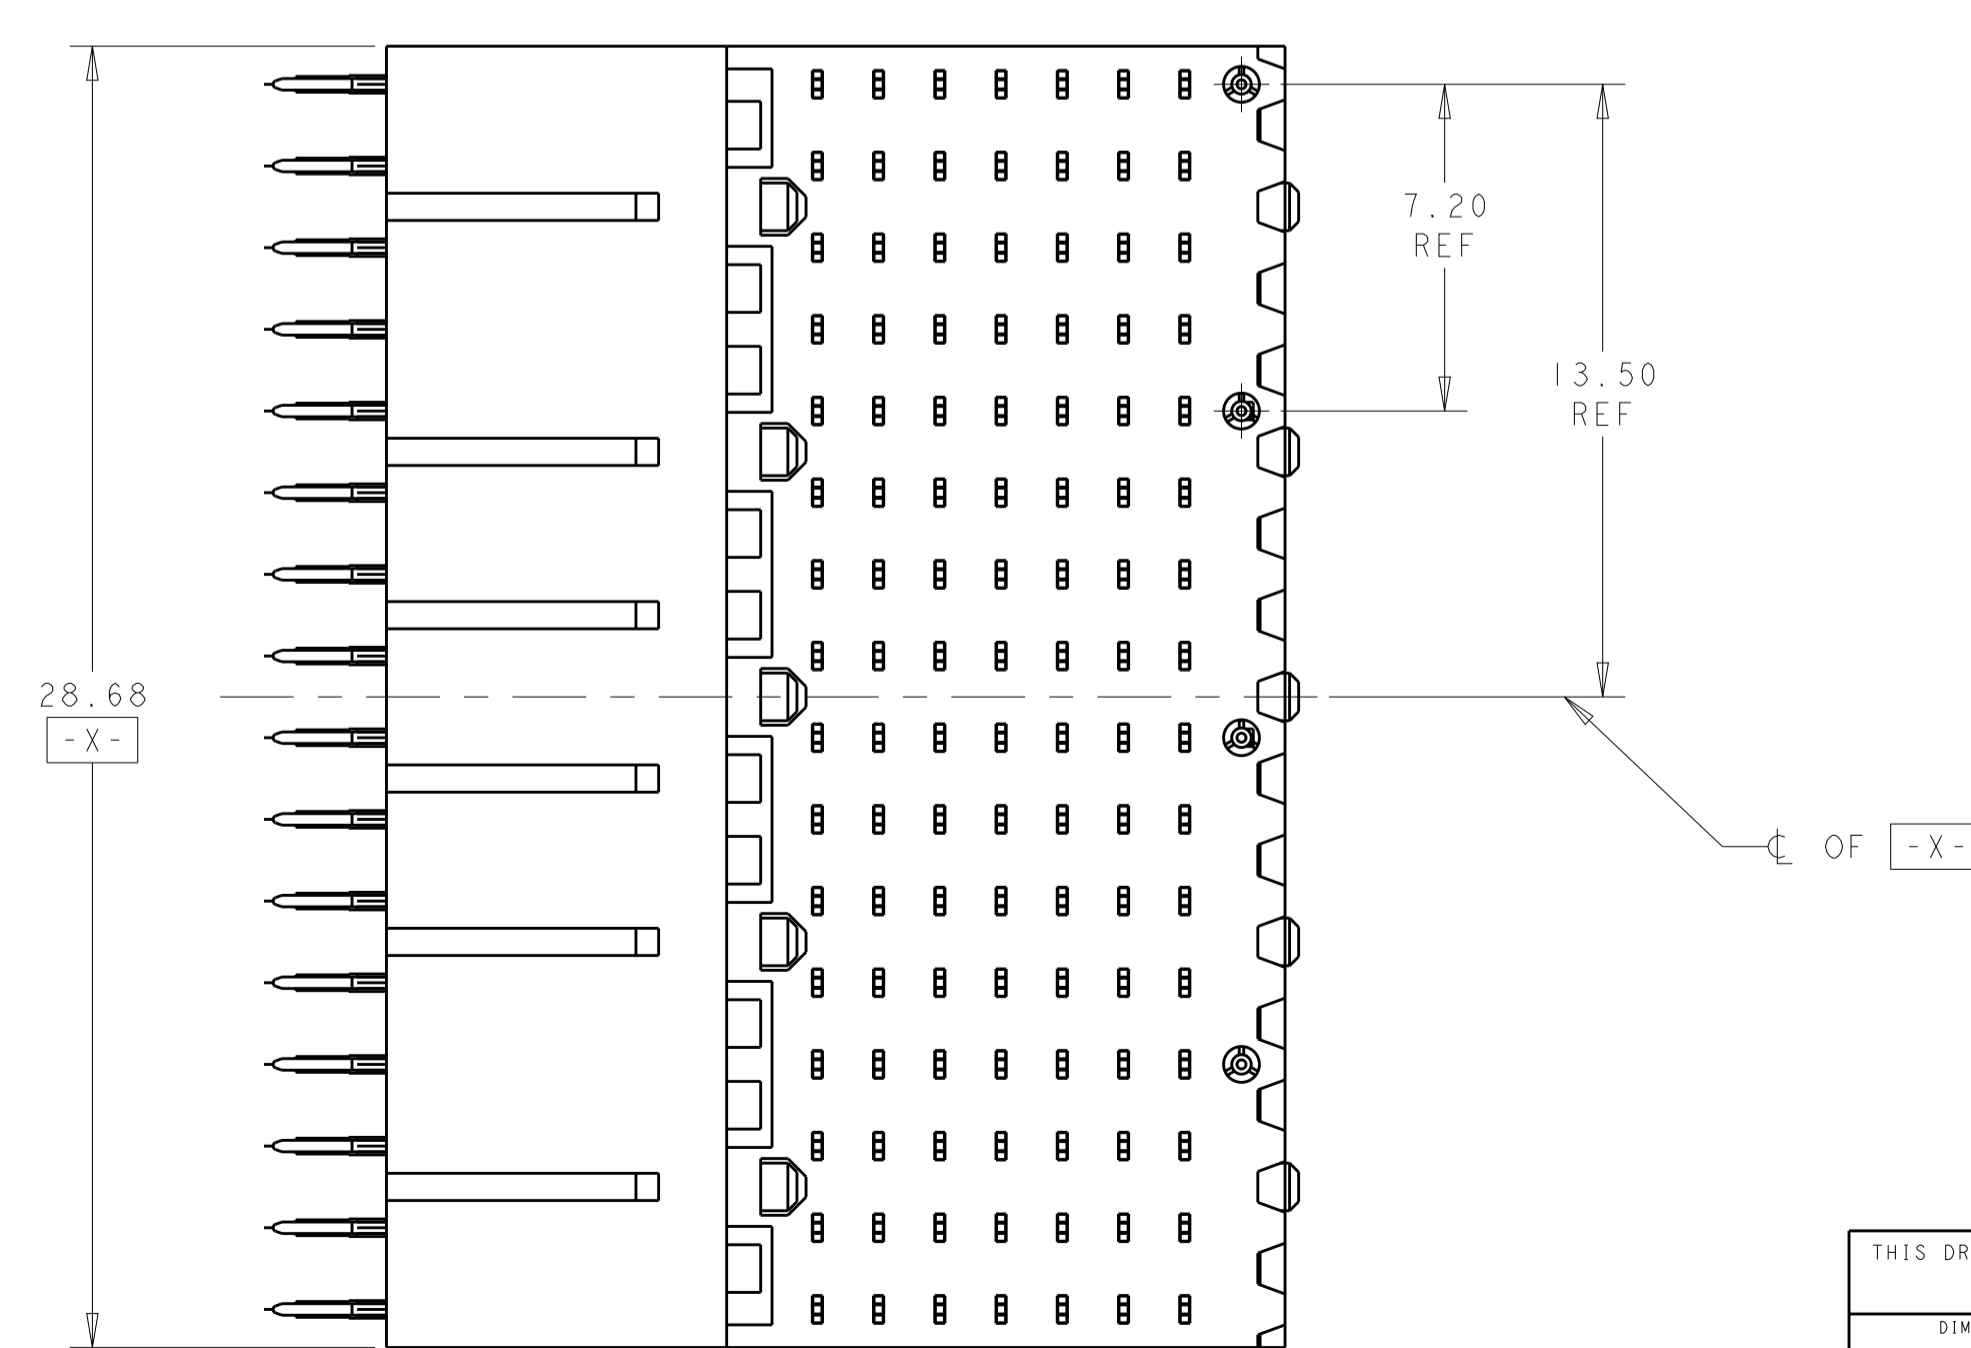 7.20
REF
13.50
REF
28.68
-X-
℄ OF -X-
THIS DR
DIM